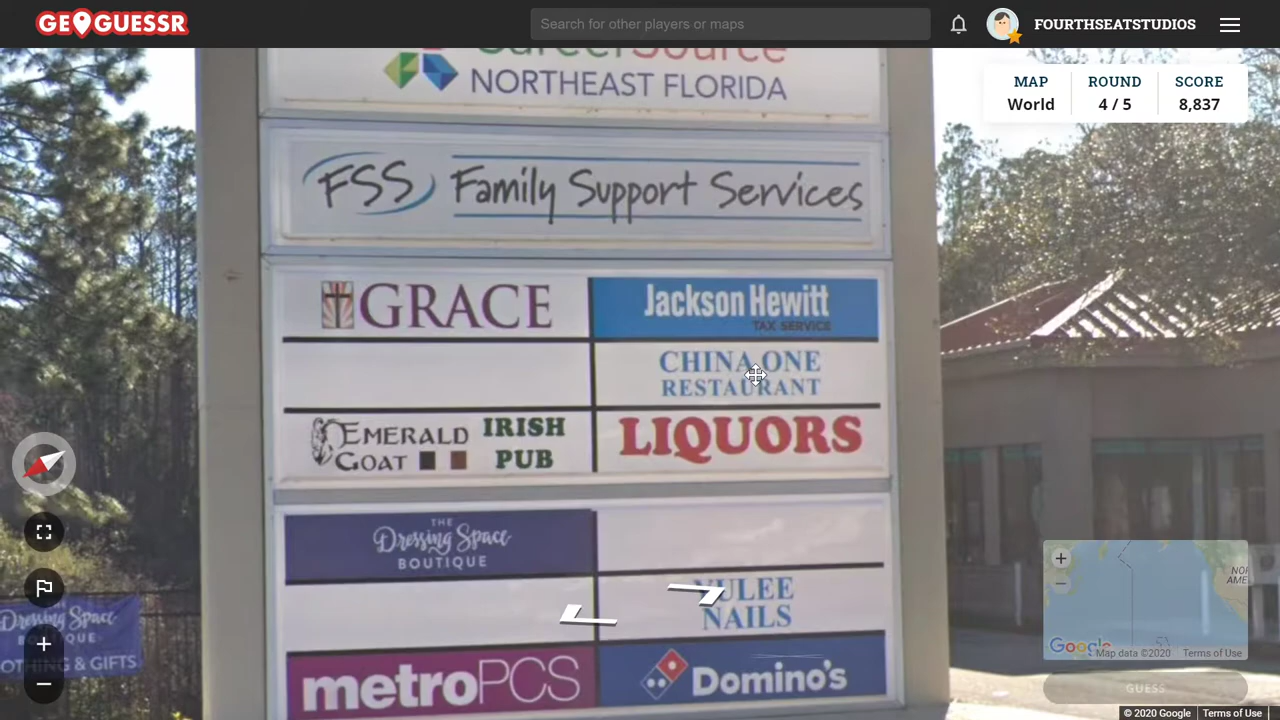 GEOGUESSR
Search for other players or maps
FOURTHSEATSTUDIOS
MAP
World
ROUND
4 / 5
SCORE
8,837
CareerSource
NORTHEAST FLORIDA
FSS Family Support Services
GRACE
Jackson Hewitt
TAX SERVICE
CHINA ONE
RESTAURANT
EMERALD
GOAT
IRISH
PUB
LIQUORS
THE
Dressing Space
BOUTIQUE
YULEE
NAILS
metroPCS
Domino's
Dressing Space
BOUTIQUE
CLOTHING & GIFTS
Google
Map data ©2020
Terms of Use
GUESS
© 2020 Google
Terms of Use